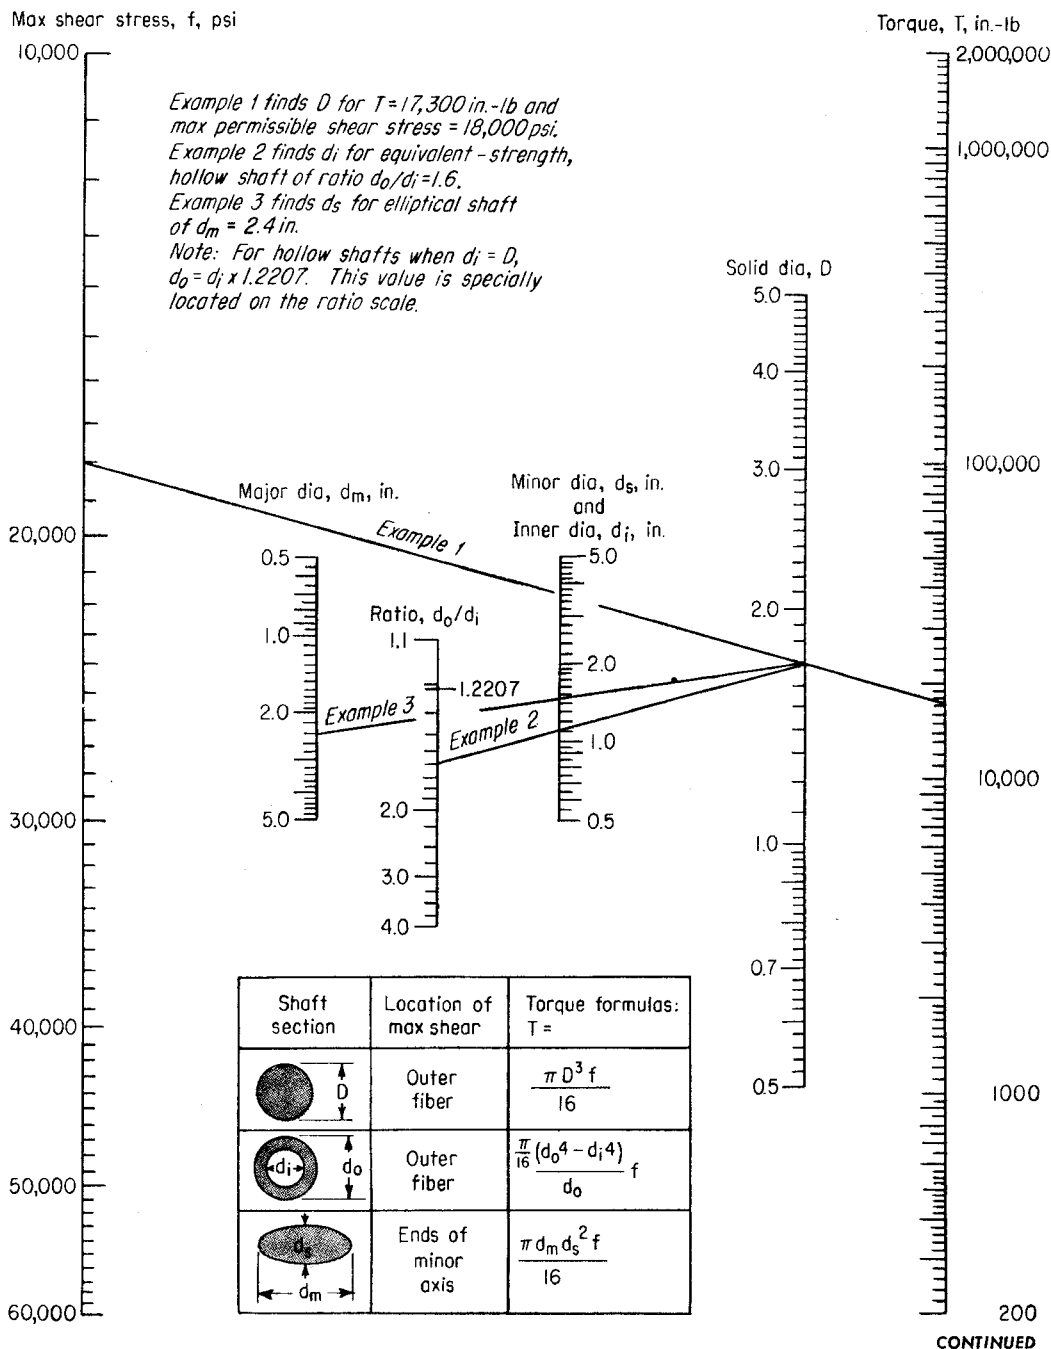 Max shear stress, f, psi
Torque, T, in.-lb
10,000
2,000,000
Example 1 finds D for T = 17,300 in.-lb and
max permissible shear stress = 18,000 psi.
Example 2 finds di for equivalent-strength,
hollow shaft of ratio do/di = 1.6.
Example 3 finds ds for elliptical shaft
of dm = 2.4 in.
Note: For hollow shafts when di = D,
do = di x 1.2207. This value is specially
located on the ratio scale.
1,000,000
Solid dia, D
5.0
4.0
3.0
2.0
1.0
0.7
0.5
100,000
10,000
1000
200
20,000
30,000
40,000
50,000
60,000
Major dia, dm, in.
0.5
1.0
2.0
5.0
Example 1
Minor dia, ds, in.
and
Inner dia, di, in.
5.0
2.0
1.0
0.5
Ratio, do/di
1.1
1.2207
2.0
3.0
4.0
Example 3
Example 2
Shaft
section
Location of
max shear
Torque formulas:
T =
D
Outer
fiber
π D³ f
16
di
do
Outer
fiber
π/16 (do4 - di4) f
do
ds
dm
Ends of
minor
axis
π dm ds² f
16
CONTINUED